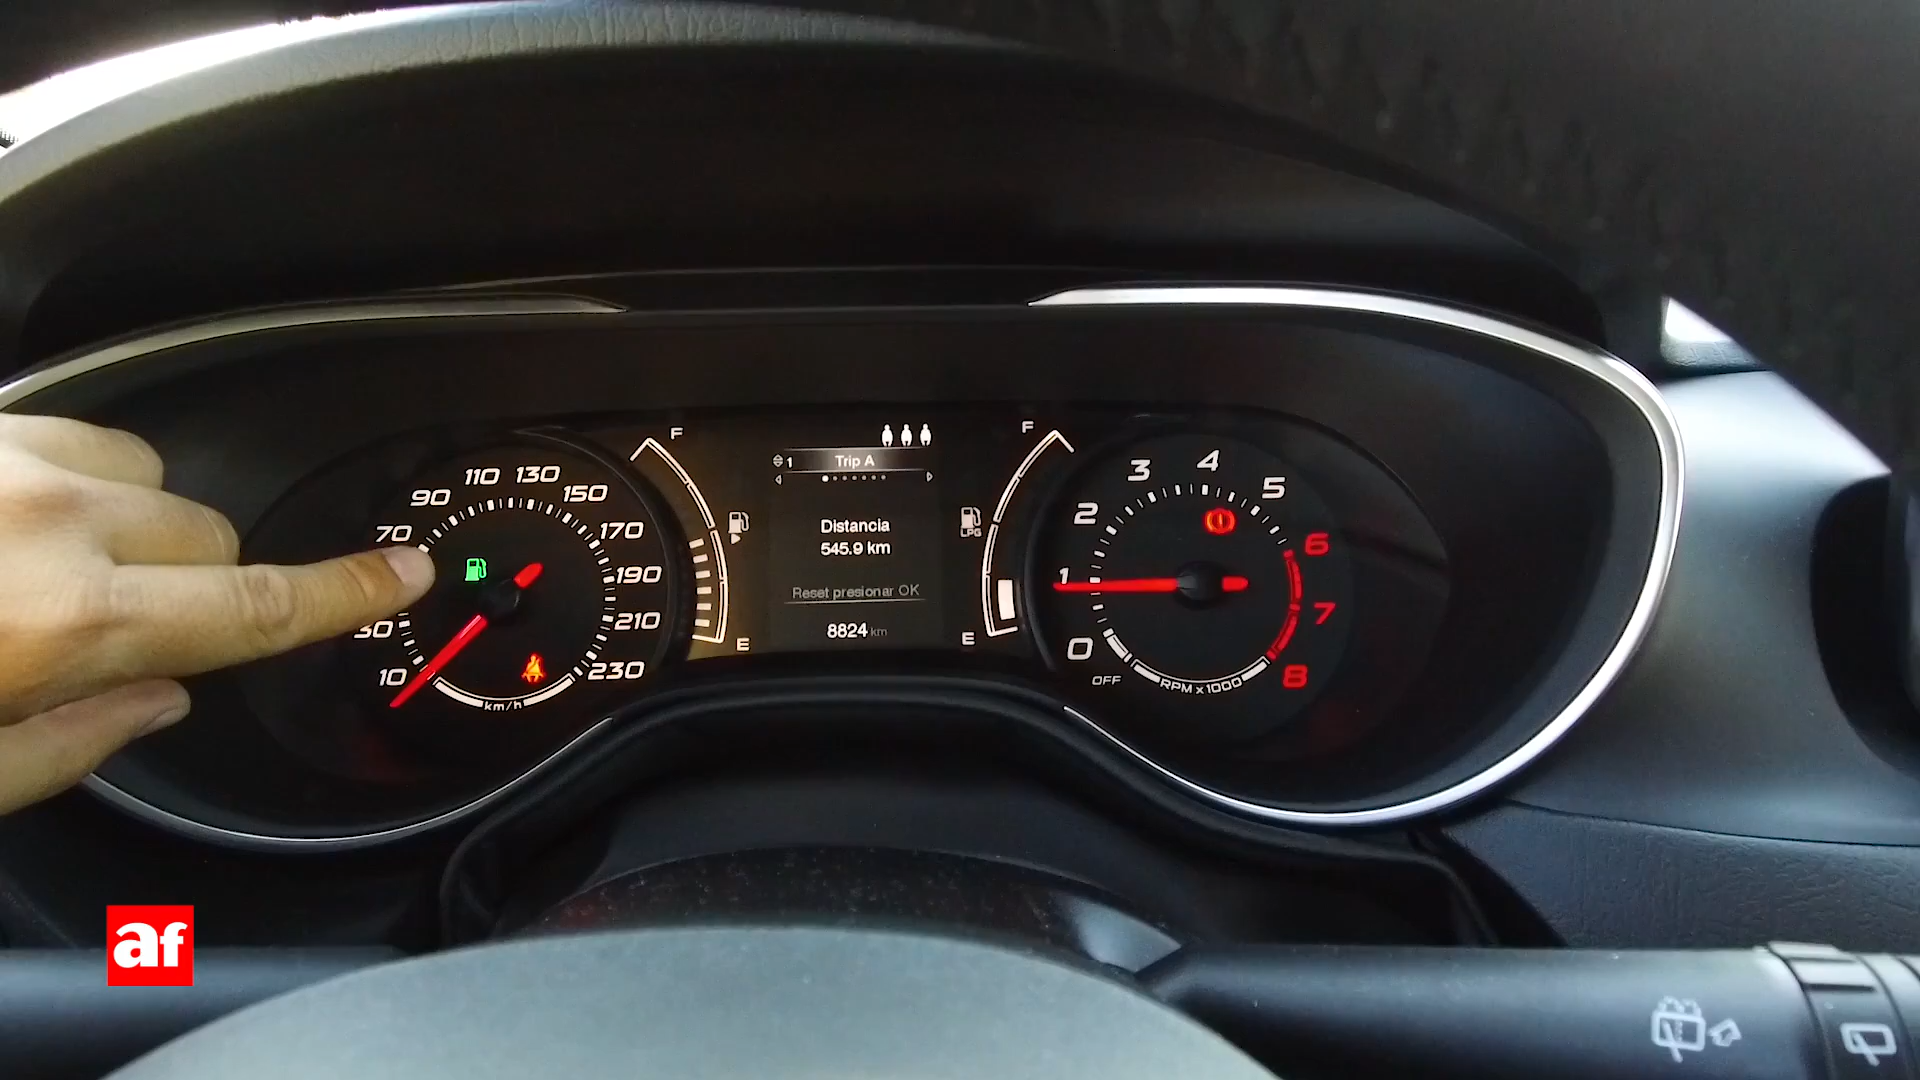 110 130
90 150
70 170
190
30 210
10 230
km/h
F
E
1 Trip A
Distancia
545.9 km
Reset presionar OK
8824 km
F
LPG
E
4
3 5
2 6
1 7
0 8
OFF RPM x 1000
af